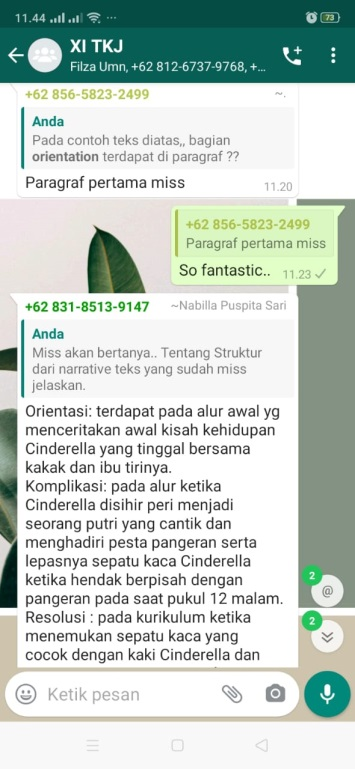 11.44 73
XI TKJ
Filza Umn, +62 812-6737-9768, +...
+62 856-5823-2499 ~.
Anda
Pada contoh teks diatas,, bagian
orientation terdapat di paragraf ??
Paragraf pertama miss 11.20
+62 856-5823-2499
Paragraf pertama miss
So fantastic.. 11.23
+62 831-8513-9147 ~Nabilla Puspita Sari
Anda
Miss akan bertanya.. Tentang Struktur
dari narrative teks yang sudah miss
jelaskan.
Orientasi: terdapat pada alur awal yg
menceritakan awal kisah kehidupan
Cinderella yang tinggal bersama
kakak dan ibu tirinya.
Komplikasi: pada alur ketika
Cinderella disihir peri menjadi
seorang putri yang cantik dan
menghadiri pesta pangeran serta
lepasnya sepatu kaca Cinderella
ketika hendak berpisah dengan
pangeran pada saat pukul 12 malam.
Resolusi : pada kurikulum ketika
menemukan sepatu kaca yang
cocok dengan kaki Cinderella dan
2
@
2
Ketik pesan